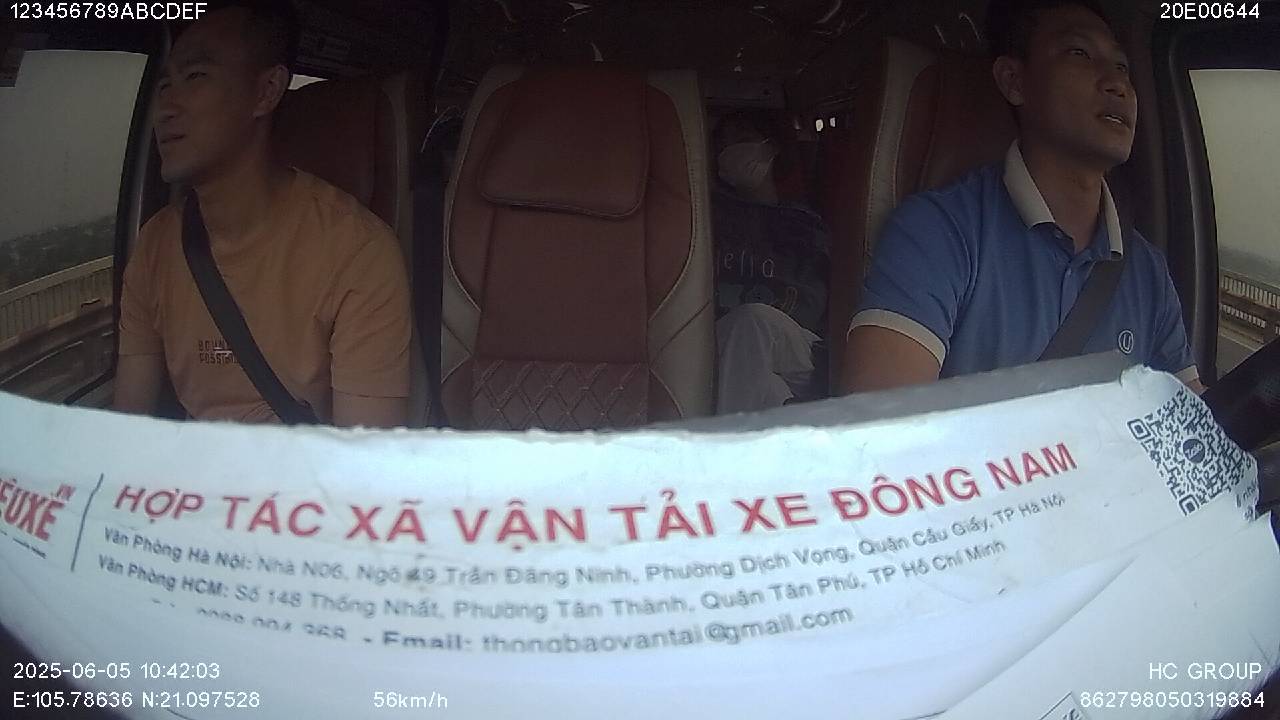 123456789ABCDEF
20E00644
ella
HỢP TÁC XÃ VẬN TẢI XE ĐÔNG NAM
Văn Phòng Hà Nội: Nhà N06, Ngõ 49 Trần Đăng Ninh, Phường Dịch Vọng, Quận Cầu Giấy, TP Hà Nội
Văn Phòng HCM: Số 148 Thống Nhất, Phường Tân Thành, Quận Tân Phú, TP Hồ Chí Minh
- Email: thongbaovantai@gmail.com
2025-06-05 10:42:03
HC GROUP
E:105.78636 N:21.097528
56km/h
862798050319884